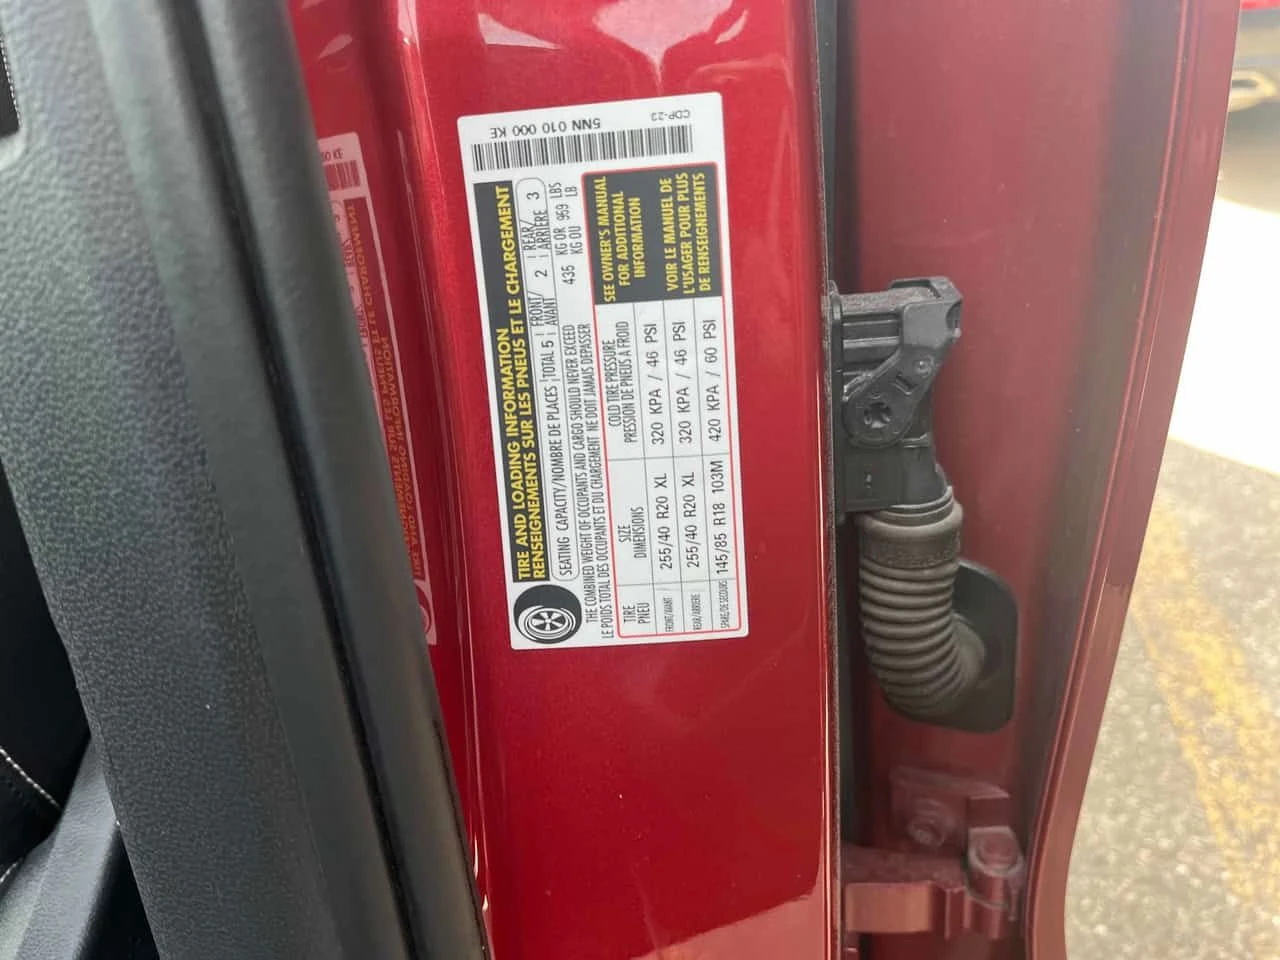 5NN 010 000 KE
CDP-23
TIRE AND LOADING INFORMATION
RENSEIGNEMENTS SUR LES PNEUS ET LE CHARGEMENT
SEATING CAPACITY/NOMBRE DE PLACES TOTAL 5 FRONT/AVANT 2 REAR/ARRIÈRE 3
THE COMBINED WEIGHT OF OCCUPANTS AND CARGO SHOULD NEVER EXCEED 435 KG OR 959 LBS
LE POIDS TOTAL DES OCCUPANTS ET DU CHARGEMENT NE DOIT JAMAIS DÉPASSER KG OU LB
TIRE
PNEU
SIZE
DIMENSIONS
COLD TIRE PRESSURE
PRESSION DE PNEUS A FROID
FRONT/AVANT 255/40 R20 XL 320 KPA / 46 PSI
REAR/ARRIERE 255/40 R20 XL 320 KPA / 46 PSI
SPARE/DE SECOURS 145/85 R18 103M 420 KPA / 60 PSI
SEE OWNER'S MANUAL
FOR ADDITIONAL
INFORMATION
VOIR LE MANUEL DE
L'USAGER POUR PLUS
DE RENSEIGNEMENTS